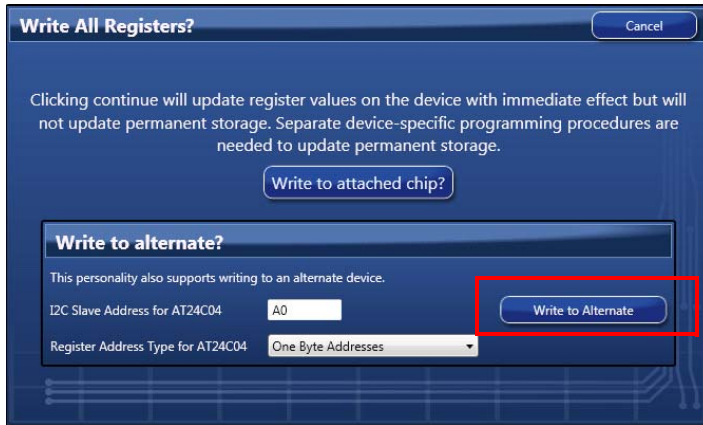 Write All Registers?
Cancel
Clicking continue will update register values on the device with immediate effect but will
not update permanent storage. Separate device-specific programming procedures are
needed to update permanent storage.
Write to attached chip?
Write to alternate?
This personality also supports writing to an alternate device.
I2C Slave Address for AT24C04
A0
Write to Alternate
Register Address Type for AT24C04
One Byte Addresses